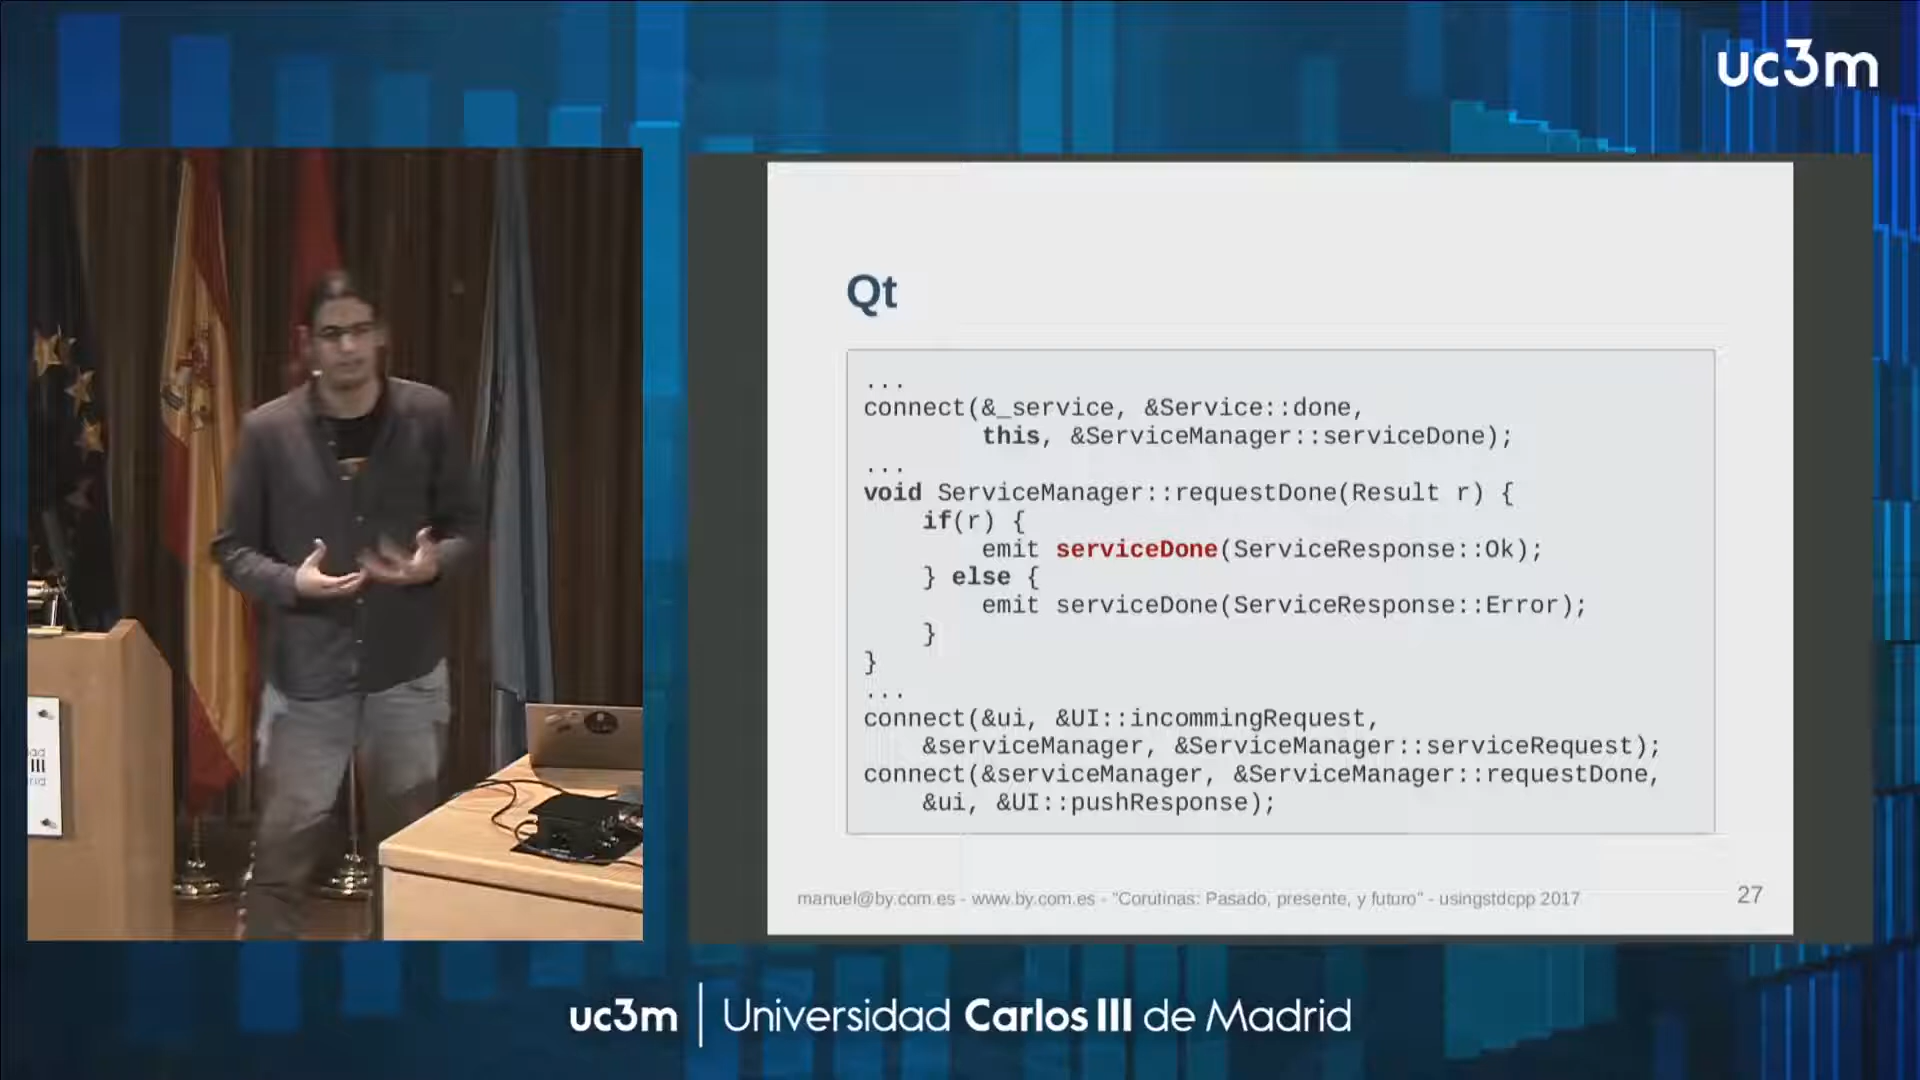 uc3m
Qt
...
connect(&_service, &Service::done,
        this, &ServiceManager::serviceDone);
...
void ServiceManager::requestDone(Result r) {
    if(r) {
        emit serviceDone(ServiceResponse::Ok);
    } else {
        emit serviceDone(ServiceResponse::Error);
    }
}
...
connect(&ui, &UI::incommingRequest,
    &serviceManager, &ServiceManager::serviceRequest);
connect(&serviceManager, &ServiceManager::requestDone,
    &ui, &UI::pushResponse);
manuel@by.com.es - www.by.com.es - "Corutinas: Pasado, presente, y futuro" - usingstdcpp 2017
27
III
uc3m | Universidad Carlos III de Madrid